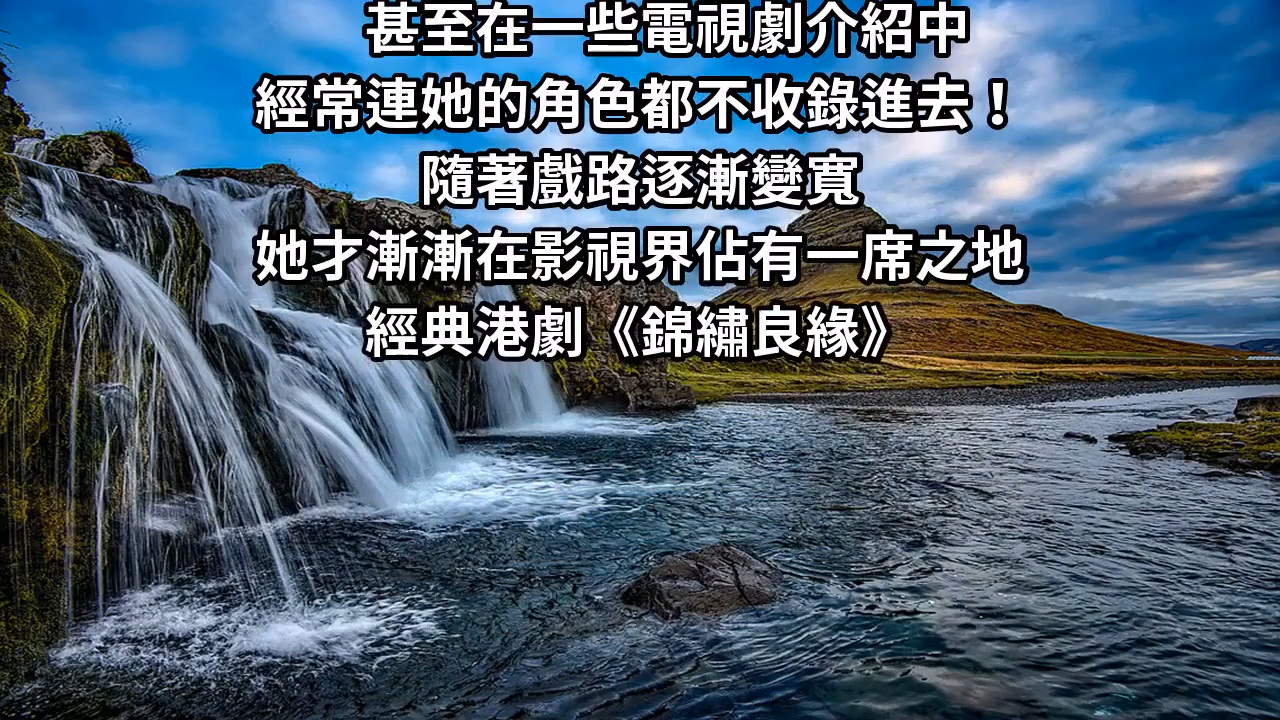 甚至在一些電視劇介紹中
經常連她的角色都不收錄進去！
隨著戲路逐漸變寬
她才漸漸在影視界佔有一席之地
經典港劇《錦繡良緣》